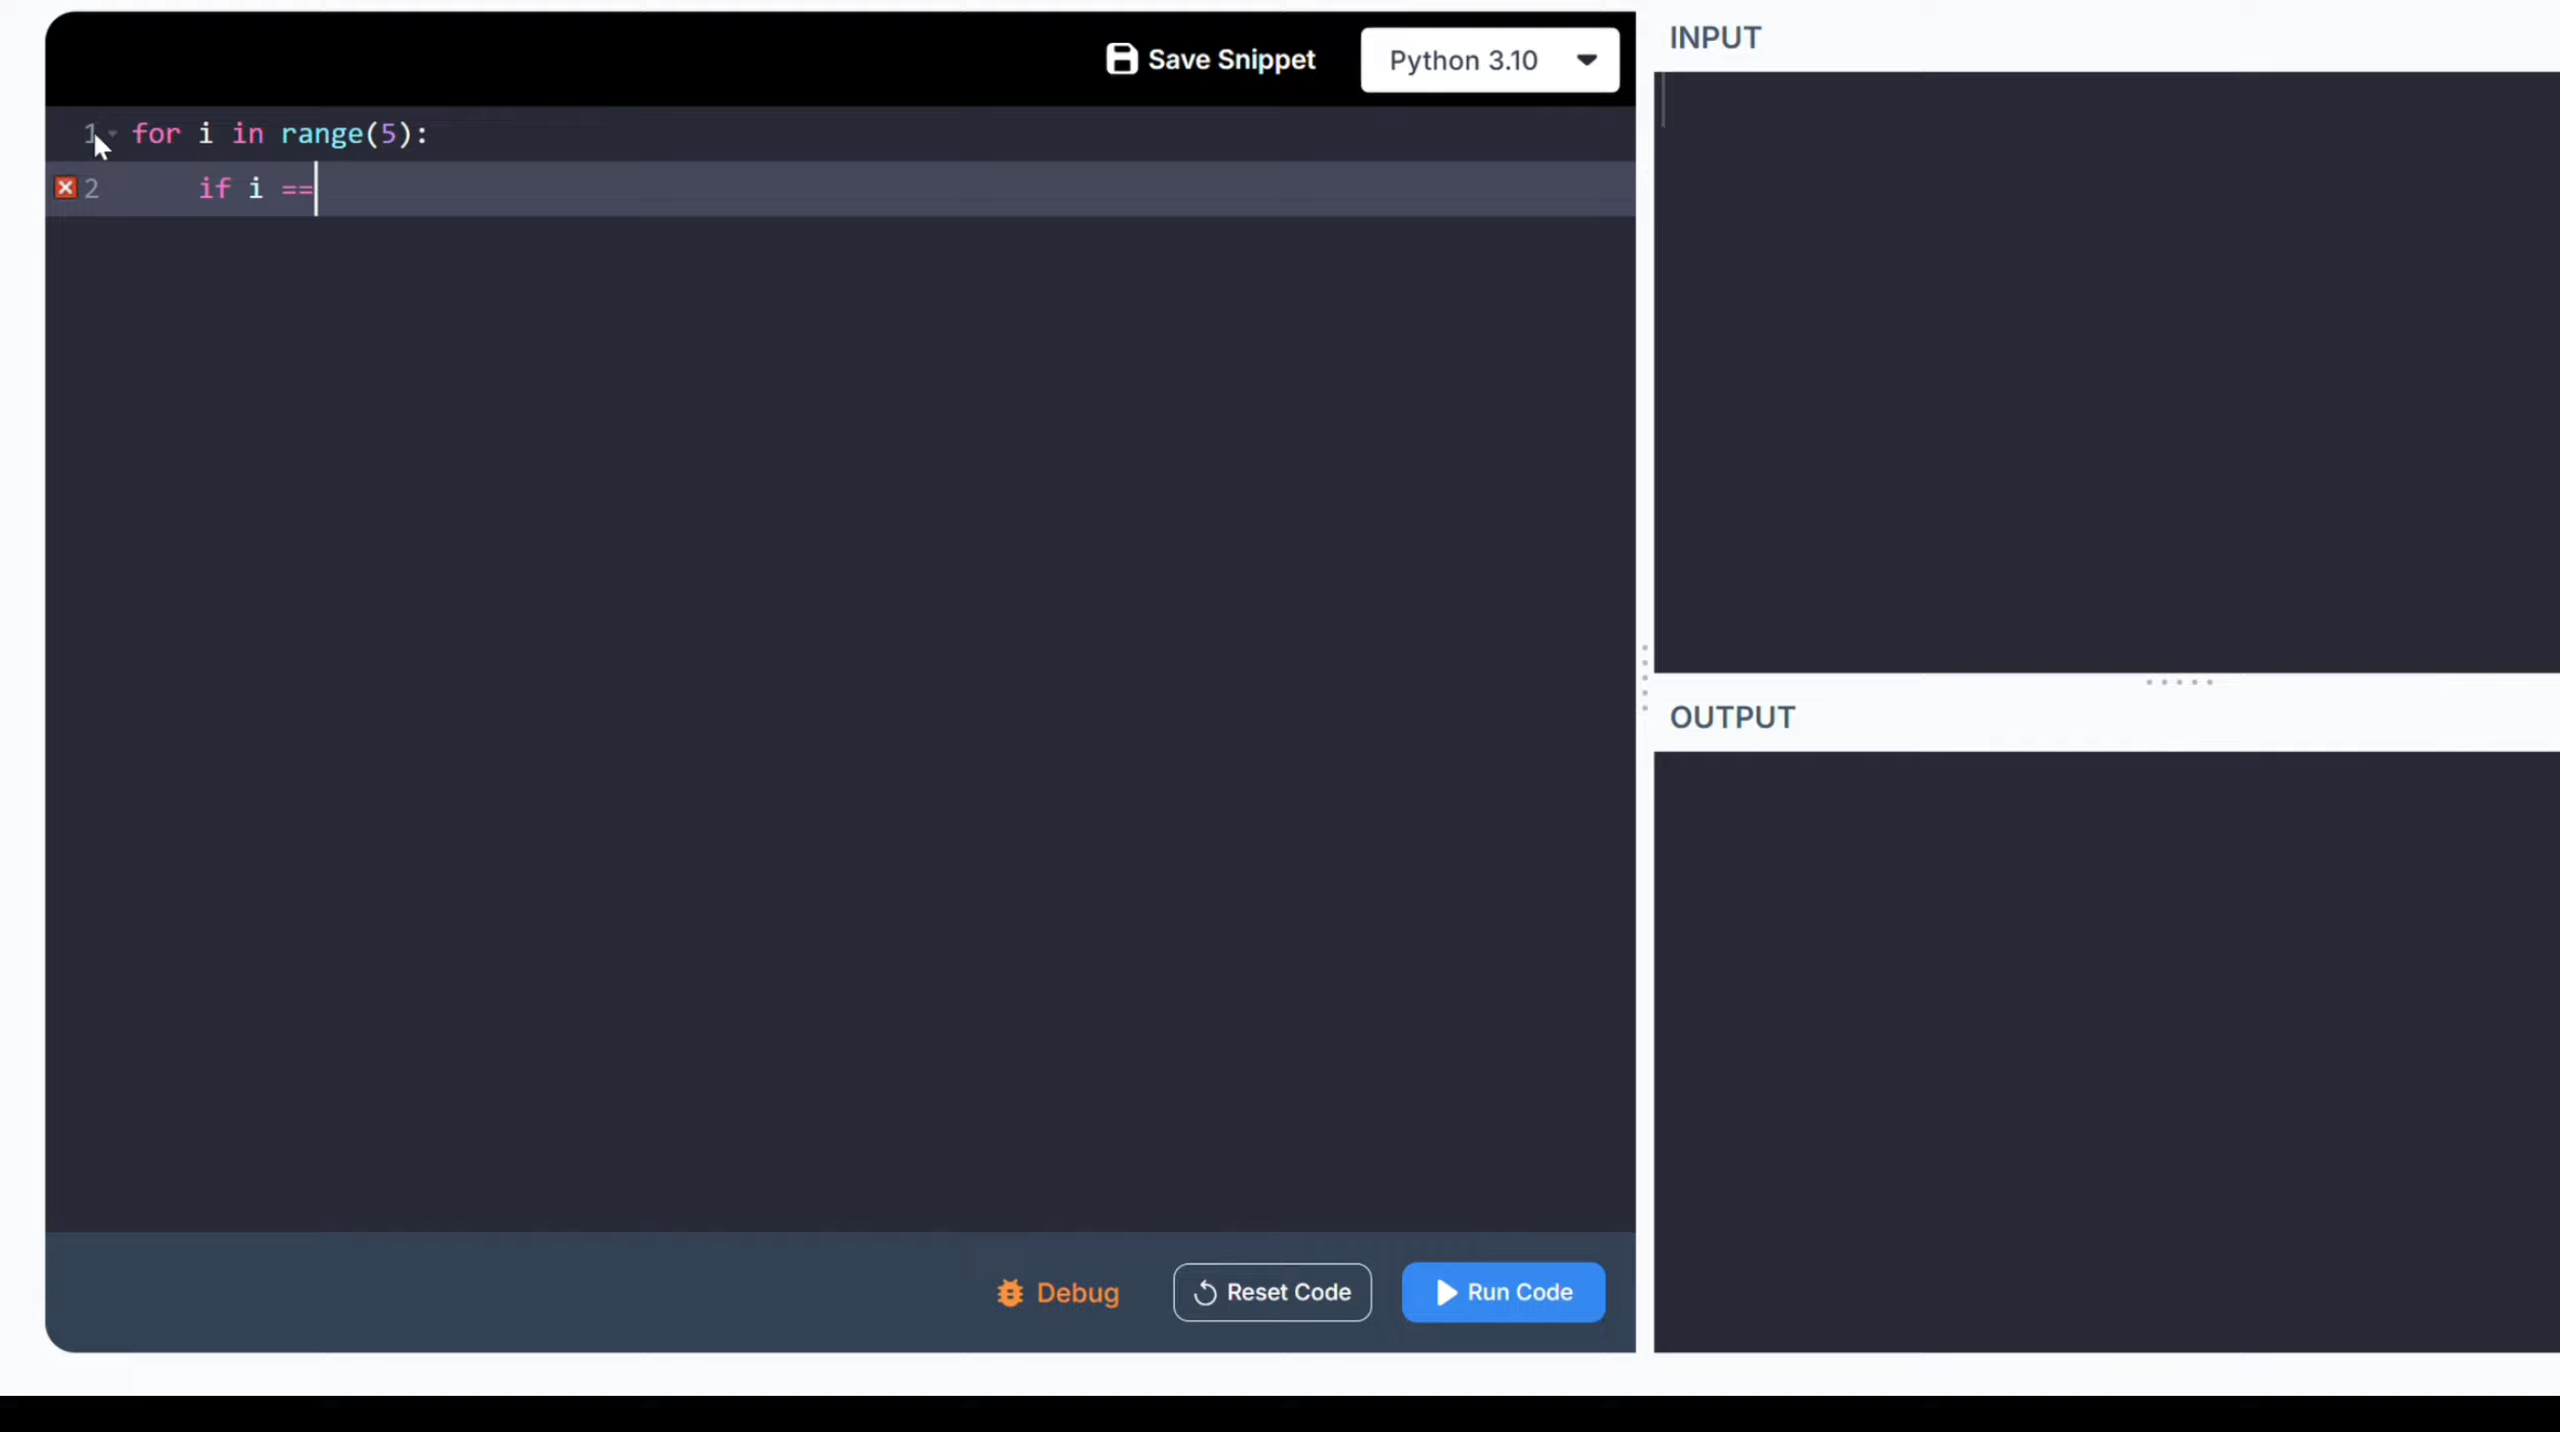 Save Snippet
Python 3.10
1 for i in range(5):
2 if i ==
Debug
Reset Code
Run Code
INPUT
OUTPUT